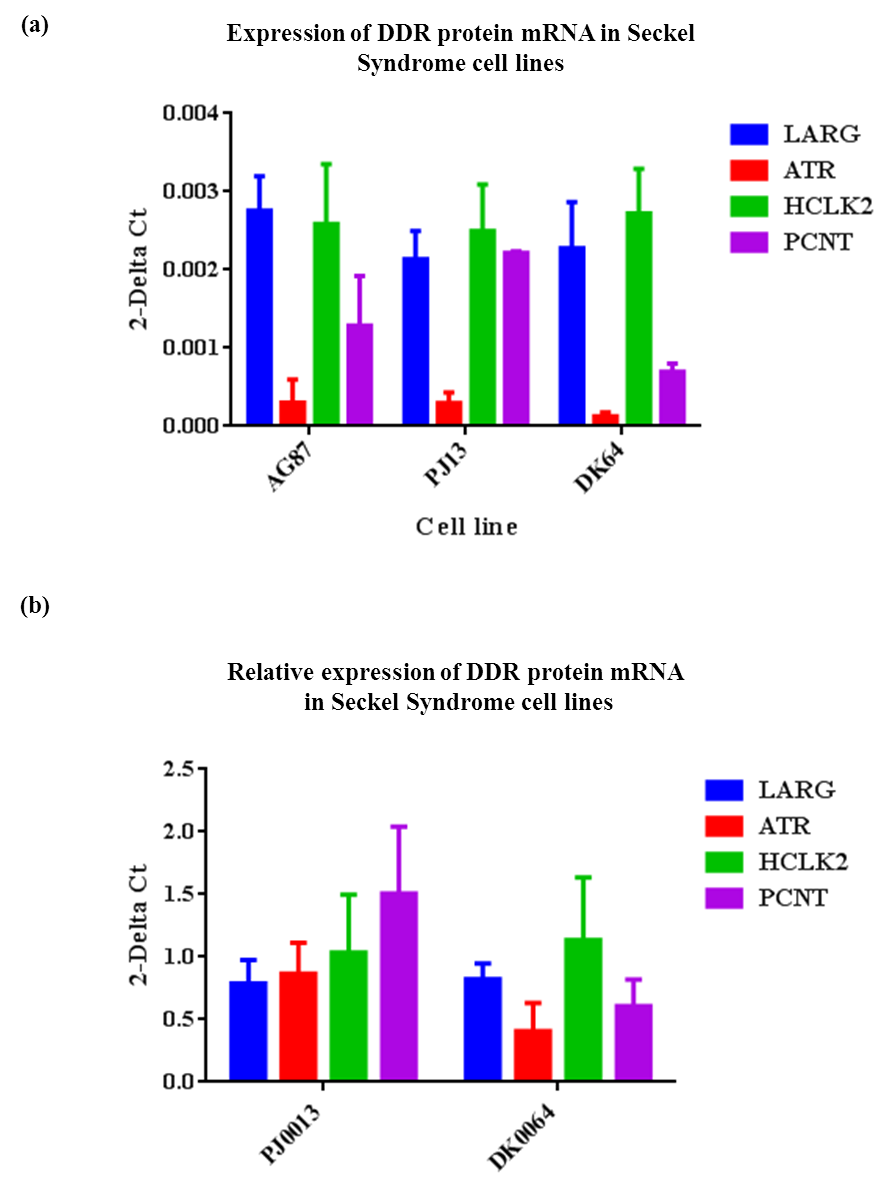 (a)
Expression of DDR protein mRNA in Seckel
Syndrome cell lines
2-Delta Ct
0.004
0.003
0.002
0.001
0.000
AG87
PJ13
DK64
Cell line
LARG
ATR
HCLK2
PCNT
(b)
Relative expression of DDR protein mRNA
in Seckel Syndrome cell lines
2-Delta Ct
2.5
2.0
1.5
1.0
0.5
0.0
PJ0013
DK0064
LARG
ATR
HCLK2
PCNT